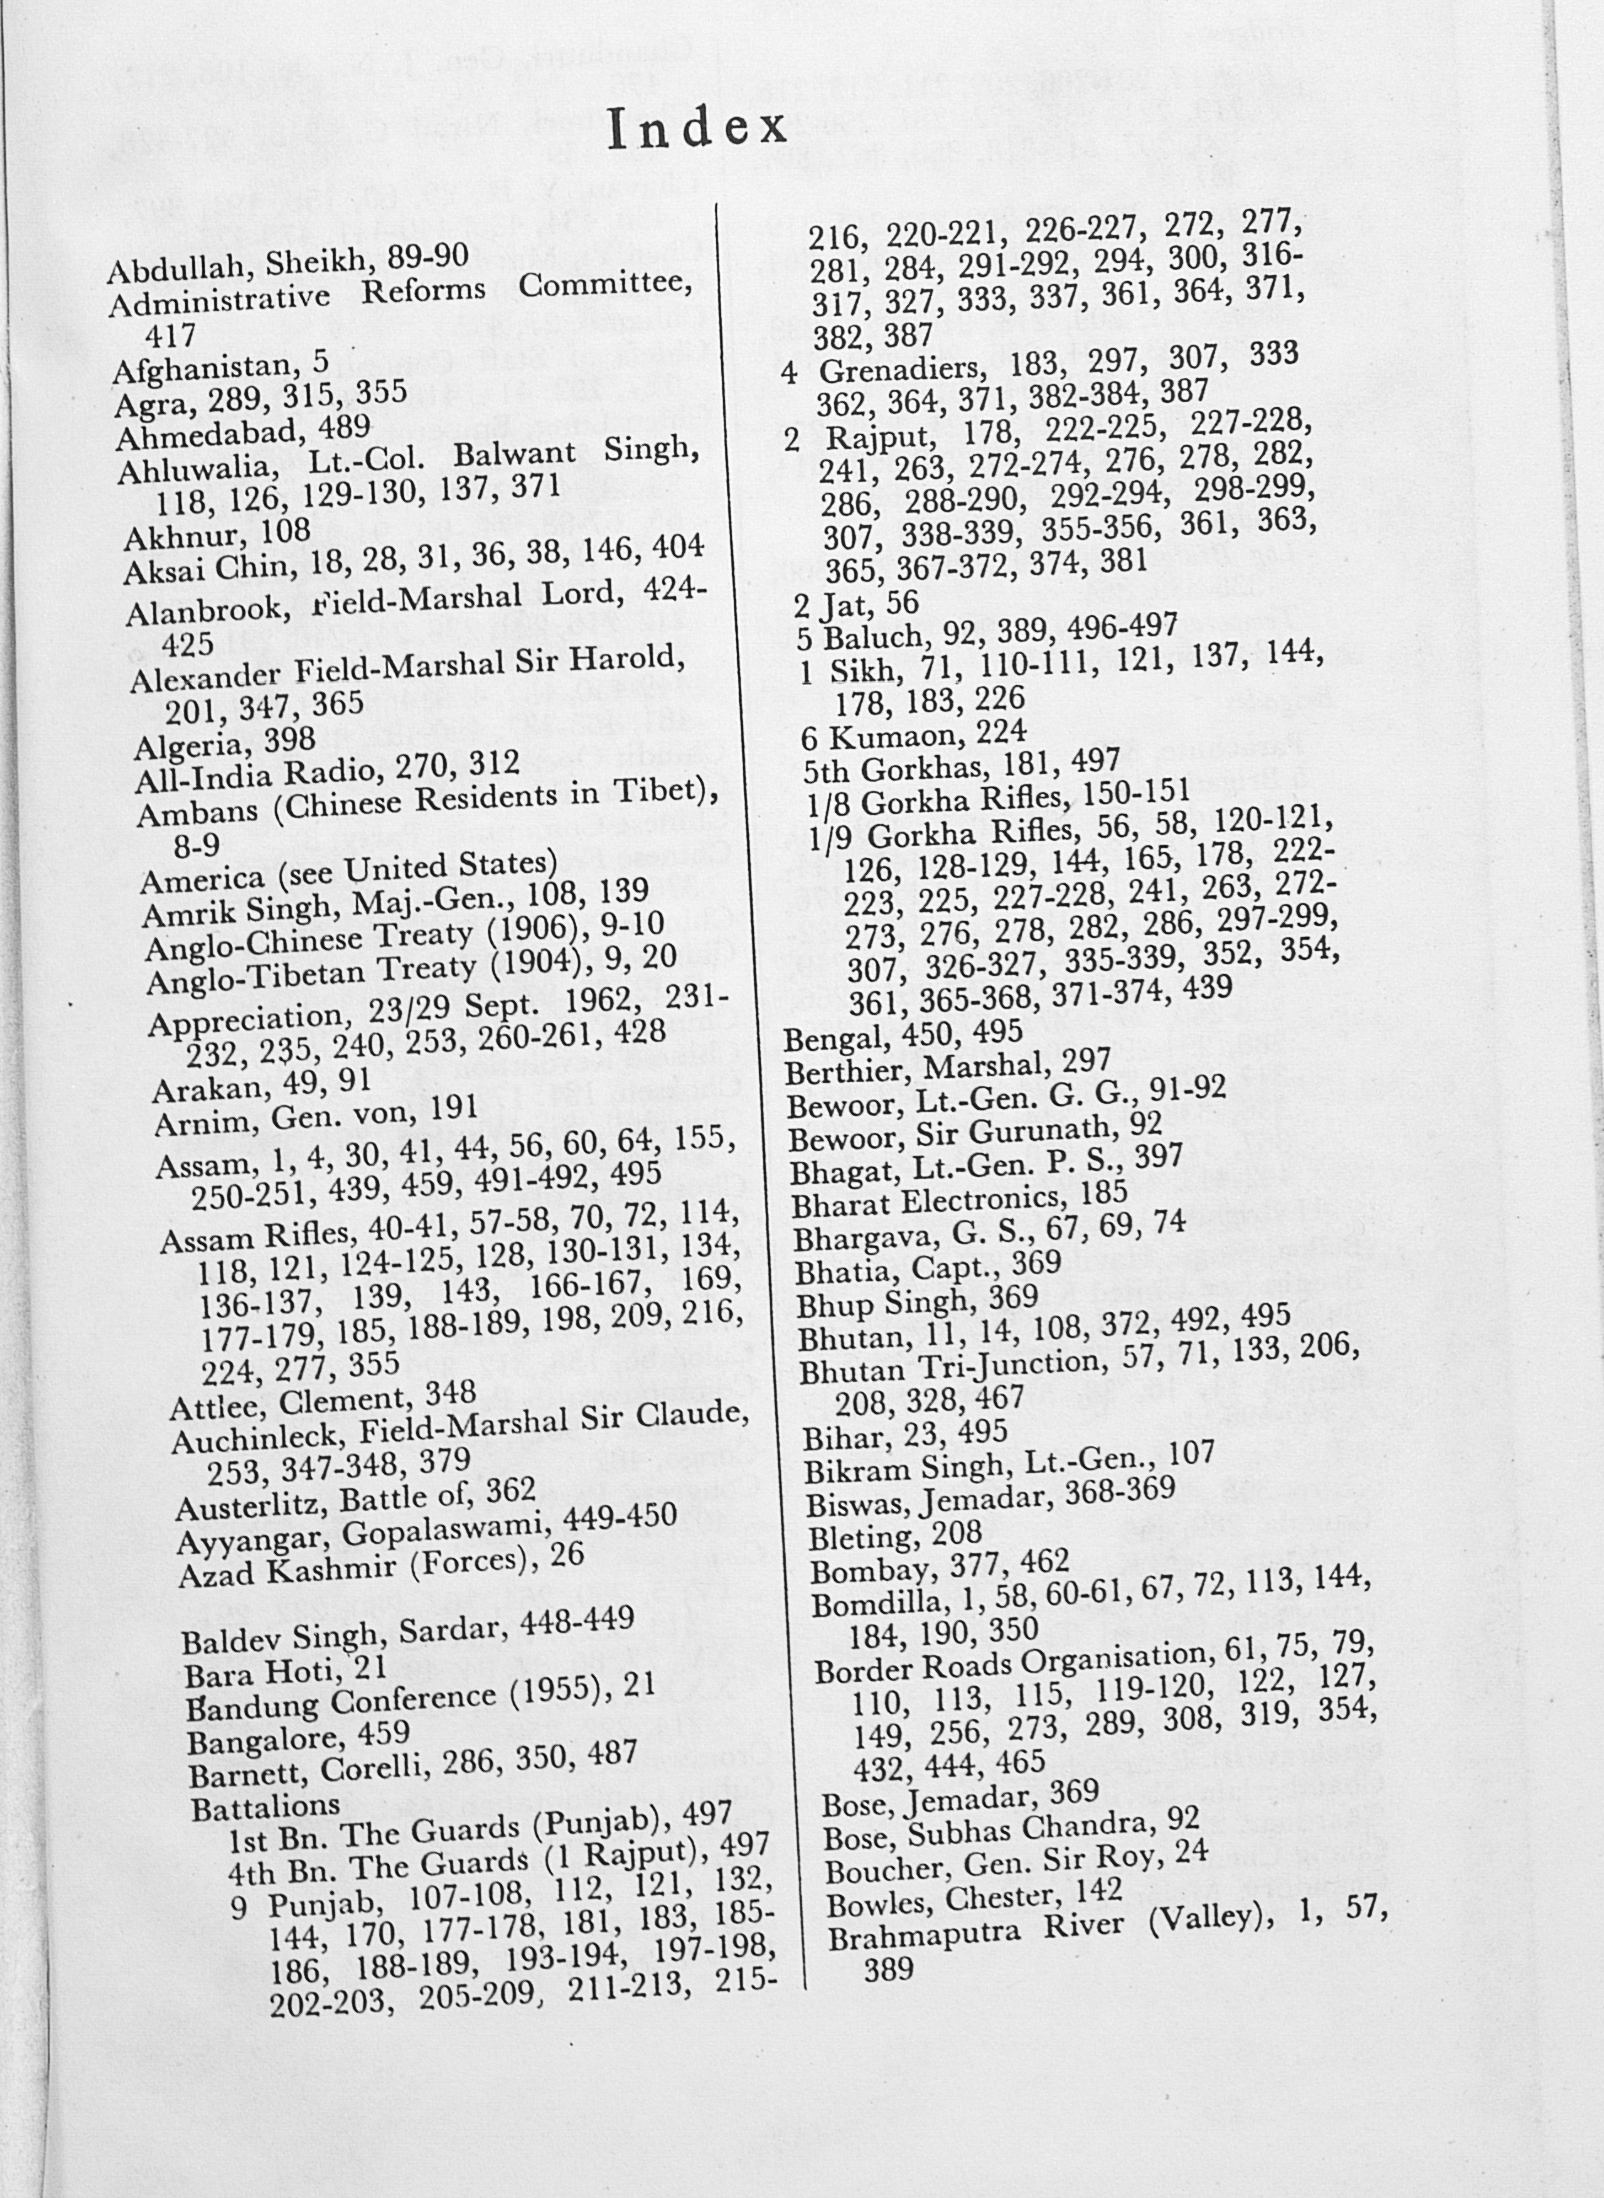 Index
Abdullah, Sheikh, 89-90
Administrative Reforms Committee,
417
Afghanistan, 5
Agra, 289, 315, 355
Ahmedabad, 489
Ahluwalia, Lt.-Col. Balwant Singh,
118, 126, 129-130, 137, 371
Akhnur, 108
Aksai Chin, 18, 28, 31, 36, 38, 146, 404
Alanbrook, Field-Marshal Lord, 424-
425
Alexander Field-Marshal Sir Harold,
201, 347, 365
Algeria, 398
All-India Radio, 270, 312
Ambans (Chinese Residents in Tibet),
8-9
America (see United States)
Amrik Singh, Maj.-Gen., 108, 139
Anglo-Chinese Treaty (1906), 9-10
Anglo-Tibetan Treaty (1904), 9, 20
Appreciation, 23/29 Sept. 1962, 231-
232, 235, 240, 253, 260-261, 428
Arakan, 49, 91
Arnim, Gen. von, 191
Assam, 1, 4, 30, 41, 44, 56, 60, 64, 155,
250-251, 439, 459, 491-492, 495
Assam Rifles, 40-41, 57-58, 70, 72, 114,
118, 121, 124-125, 128, 130-131, 134,
136-137, 139, 143, 166-167, 169,
177-179, 185, 188-189, 198, 209, 216,
224, 277, 355
Attlee, Clement, 348
Auchinleck, Field-Marshal Sir Claude,
253, 347-348, 379
Austerlitz, Battle of, 362
Ayyangar, Gopalaswami, 449-450
Azad Kashmir (Forces), 26
Baldev Singh, Sardar, 448-449
Bara Hoti, 21
Bandung Conference (1955), 21
Bangalore, 459
Barnett, Corelli, 286, 350, 487
Battalions
1st Bn. The Guards (Punjab), 497
4th Bn. The Guards (1 Rajput), 497
9 Punjab, 107-108, 112, 121, 132,
144, 170, 177-178, 181, 183, 185-
186, 188-189, 193-194, 197-198,
202-203, 205-209, 211-213, 215-
216, 220-221, 226-227, 272, 277,
281, 284, 291-292, 294, 300, 316-
317, 327, 333, 337, 361, 364, 371,
382, 387
4 Grenadiers, 183, 297, 307, 333
362, 364, 371, 382-384, 387
2 Rajput, 178, 222-225, 227-228,
241, 263, 272-274, 276, 278, 282,
286, 288-290, 292-294, 298-299,
307, 338-339, 355-356, 361, 363,
365, 367-372, 374, 381
2 Jat, 56
5 Baluch, 92, 389, 496-497
1 Sikh, 71, 110-111, 121, 137, 144,
178, 183, 226
6 Kumaon, 224
5th Gorkhas, 181, 497
1/8 Gorkha Rifles, 150-151
1/9 Gorkha Rifles, 56, 58, 120-121,
126, 128-129, 144, 165, 178, 222-
223, 225, 227-228, 241, 263, 272-
273, 276, 278, 282, 286, 297-299,
307, 326-327, 335-339, 352, 354,
361, 365-368, 371-374, 439
Bengal, 450, 495
Berthier, Marshal, 297
Bewoor, Lt.-Gen. G. G., 91-92
Bewoor, Sir Gurunath, 92
Bhagat, Lt.-Gen. P. S., 397
Bharat Electronics, 185
Bhargava, G. S., 67, 69, 74
Bhatia, Capt., 369
Bhup Singh, 369
Bhutan, 11, 14, 108, 372, 492, 495
Bhutan Tri-Junction, 57, 71, 133, 206,
208, 328, 467
Bihar, 23, 495
Bikram Singh, Lt.-Gen., 107
Biswas, Jemadar, 368-369
Bleting, 208
Bombay, 377, 462
Bomdilla, 1, 58, 60-61, 67, 72, 113, 144,
184, 190, 350
Border Roads Organisation, 61, 75, 79,
110, 113, 115, 119-120, 122, 127,
149, 256, 273, 289, 308, 319, 354,
432, 444, 465
Bose, Jemadar, 369
Bose, Subhas Chandra, 92
Boucher, Gen. Sir Roy, 24
Bowles, Chester, 142
Brahmaputra River (Valley), 1, 57,
389